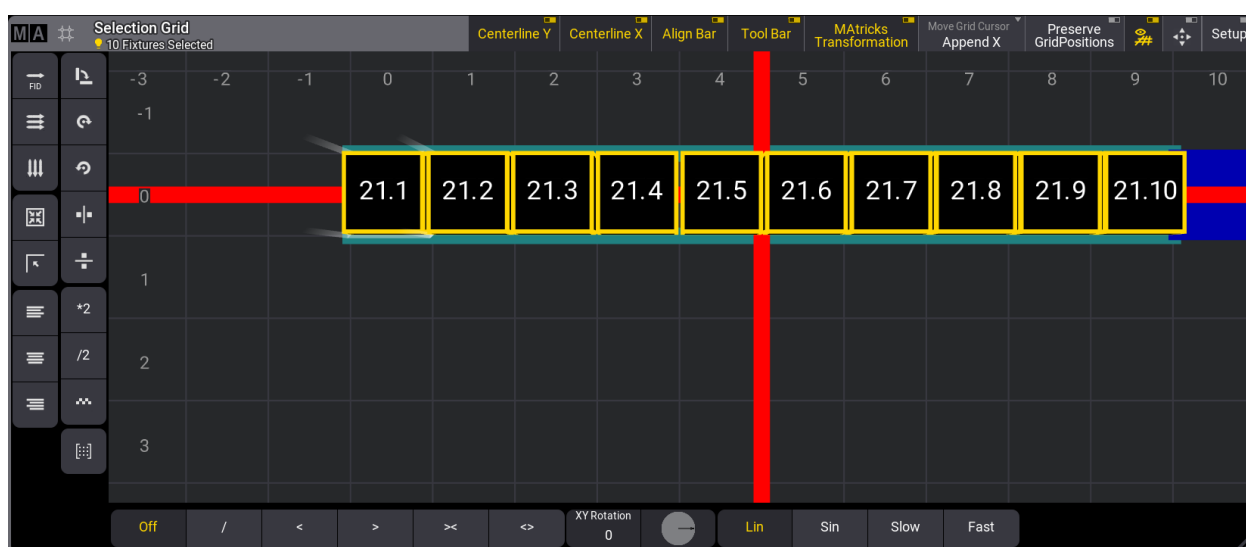 MA Selection Grid
10 Fixtures Selected
Centerline Y Centerline X Align Bar Tool Bar MAtricks Transformation Move Grid Cursor Append X Preserve GridPositions Setup
FID
-3 -2 -1 0 1 2 3 4 5 6 7 8 9 10
-1
0 21.1 21.2 21.3 21.4 21.5 21.6 21.7 21.8 21.9 21.10
1
*2
/2
2
3
Off / < > >< <> XY Rotation 0 Lin Sin Slow Fast